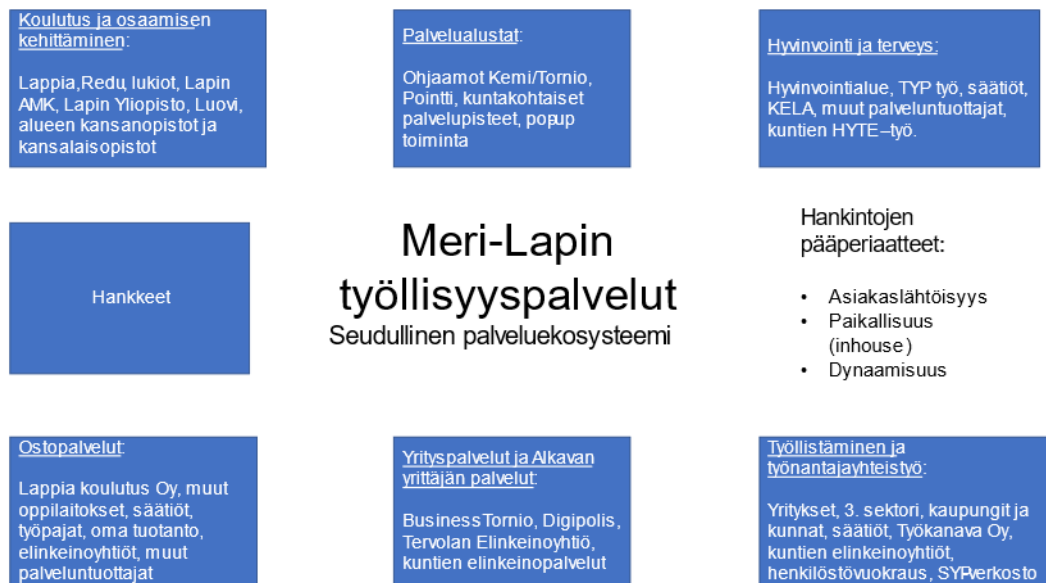 Koulutus ja osaamisen
kehittäminen:
Lappia,Redu, lukiot, Lapin
AMK, Lapin Yliopisto, Luovi,
alueen kansanopistot ja
kansalaisopistot
Palvelualustat:
Ohjaamot Kemi/Tornio,
Pointti, kuntakohtaiset
palvelupisteet, popup
toiminta
Hyvinvointi ja terveys:
Hyvinvointialue, TYP työ, säätiöt,
KELA, muut palveluntuottajat,
kuntien HYTE–työ.
Hankkeet
Meri-Lapin
työllisyyspalvelut
Seudullinen palveluekosysteemi
Hankintojen
pääperiaatteet:
• Asiakaslähtöisyys
• Paikallisuus
(inhouse)
• Dynaamisuus
Ostopalvelut:
Lappia koulutus Oy, muut
oppilaitokset, säätiöt,
työpajat, oma tuotanto,
elinkeinoyhtiöt, muut
palveluntuottajat
Yrityspalvelut ja Alkavan
yrittäjän palvelut:
BusinessTornio, Digipolis,
Tervolan Elinkeinoyhtiö,
kuntien elinkeinopalvelut
Työllistäminen ja
työnantajayhteistyö:
Yritykset, 3. sektori, kaupungit ja
kunnat, säätiöt, Työkanava Oy,
kuntien elinkeinoyhtiöt,
henkilöstövuokraus, SYPverkosto